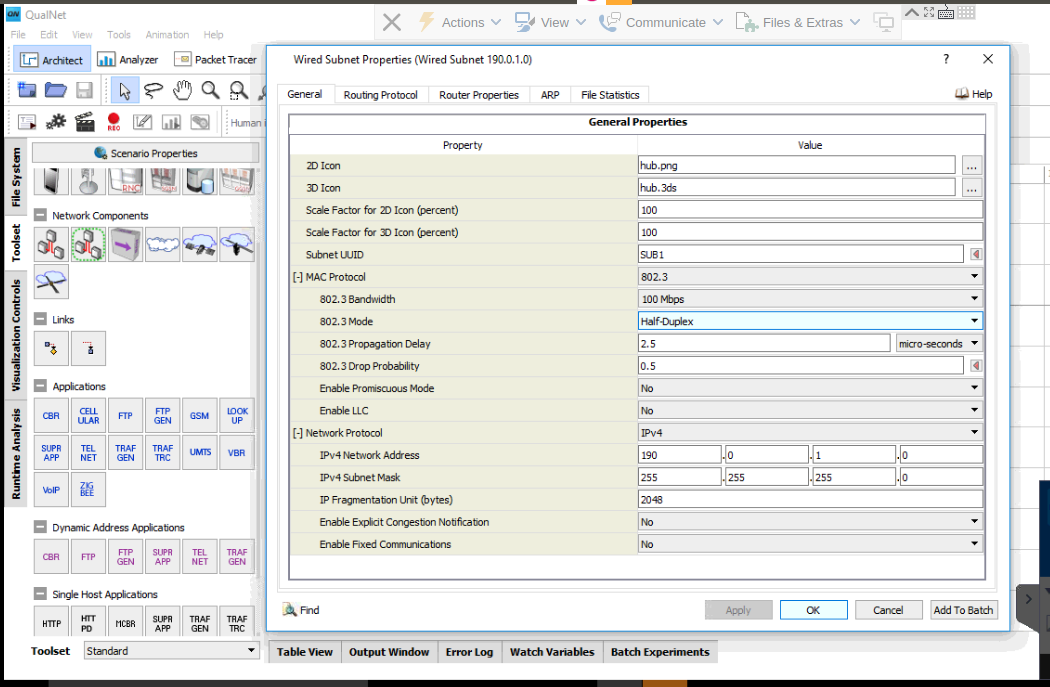 QN QualNet
File Edit View Tools Animation Help
Actions View Communicate Files & Extras
Architect Analyzer Packet Tracer
REC Human
Scenario Properties
RNC
Network Components
Links
Applications
CBR CELL ULAR FTP FTP GEN GSM LOOK UP
SUPR APP TEL NET TRAF GEN TRAF TRC UMTS VBR
VoIP ZIG BEE
Dynamic Address Applications
CBR FTP FTP GEN SUPR APP TEL NET TRAF GEN
Single Host Applications
HTTP HTT PD MCBR SUPR APP TRAF GEN TRAF TRC
Toolset Standard
File System
Toolset
Visualization Controls
Runtime Analysis
Wired Subnet Properties (Wired Subnet 190.0.1.0) ?
General Routing Protocol Router Properties ARP File Statistics Help
General Properties
Property Value
2D Icon hub.png ...
3D Icon hub.3ds ...
Scale Factor for 2D Icon (percent) 100
Scale Factor for 3D Icon (percent) 100
Subnet UUID SUB1
[-] MAC Protocol 802.3
802.3 Bandwidth 100 Mbps
802.3 Mode Half-Duplex
802.3 Propagation Delay 2.5 micro-seconds
802.3 Drop Probability 0.5
Enable Promiscuous Mode No
Enable LLC No
[-] Network Protocol IPv4
IPv4 Network Address 190 .0 .1 .0
IPv4 Subnet Mask 255 .255 .255 .0
IP Fragmentation Unit (bytes) 2048
Enable Explicit Congestion Notification No
Enable Fixed Communications No
Find Apply OK Cancel Add To Batch
Table View Output Window Error Log Watch Variables Batch Experiments